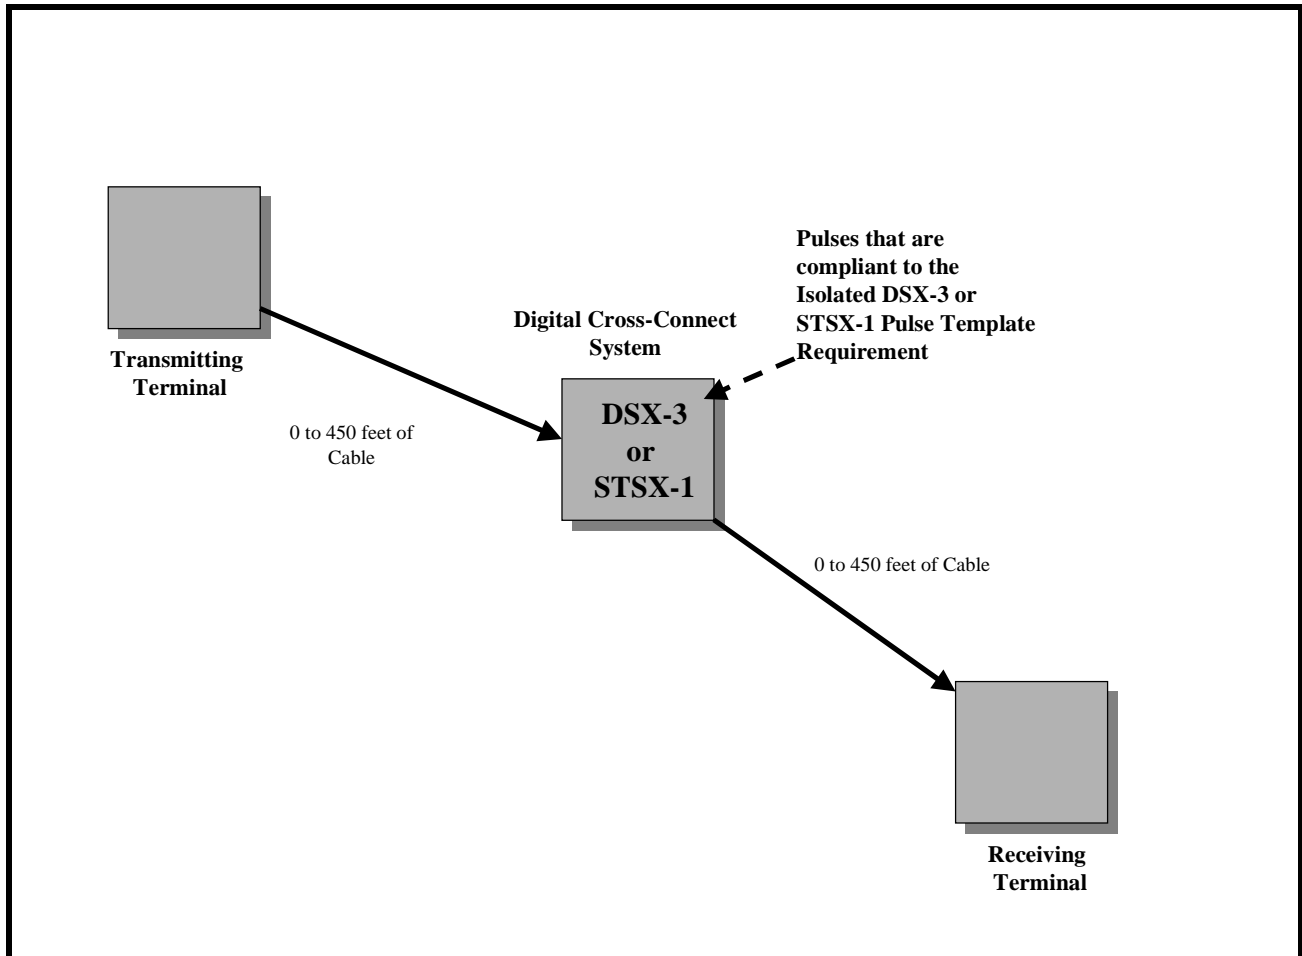 Pulses that are
compliant to the
Isolated DSX-3 or
STSX-1 Pulse Template
Requirement
Digital Cross-Connect
System
Transmitting
Terminal
DSX-3
or
STSX-1
0 to 450 feet of
Cable
0 to 450 feet of Cable
Receiving
Terminal